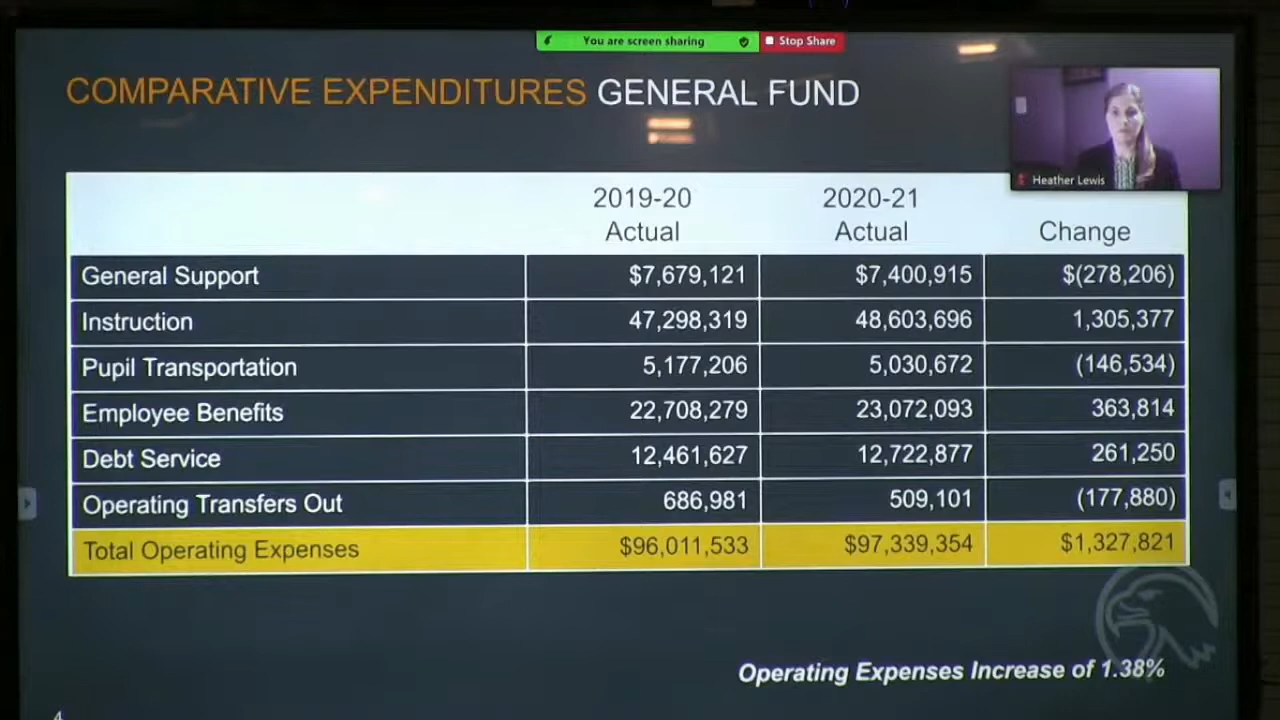 You are screen sharing Stop Share
COMPARATIVE EXPENDITURES GENERAL FUND
Heather Lewis
2019-20 2020-21
Actual Actual Change
General Support $7,679,121 $7,400,915 $(278,206)
Instruction 47,298,319 48,603,696 1,305,377
Pupil Transportation 5,177,206 5,030,672 (146,534)
Employee Benefits 22,708,279 23,072,093 363,814
Debt Service 12,461,627 12,722,877 261,250
Operating Transfers Out 686,981 509,101 (177,880)
Total Operating Expenses $96,011,533 $97,339,354 $1,327,821
Operating Expenses Increase of 1.38%
4